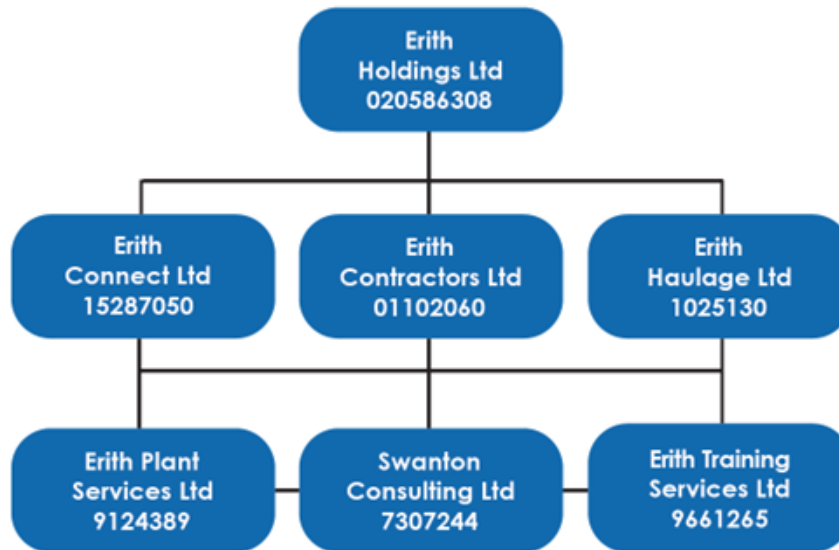 Erith
Holdings Ltd
020586308
Erith
Connect Ltd
15287050
Erith
Contractors Ltd
01102060
Erith
Haulage Ltd
1025130
Erith Plant
Services Ltd
9124389
Swanton
Consulting Ltd
7307244
Erith Training
Services Ltd
9661265